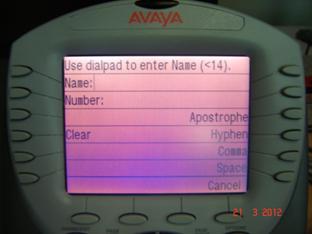 AVAYA
Use dialpad to enter Name (<14).
Name:
Number:
Apostrophe
Clear Hyphen
Comma
Space
Cancel
21 3 2012